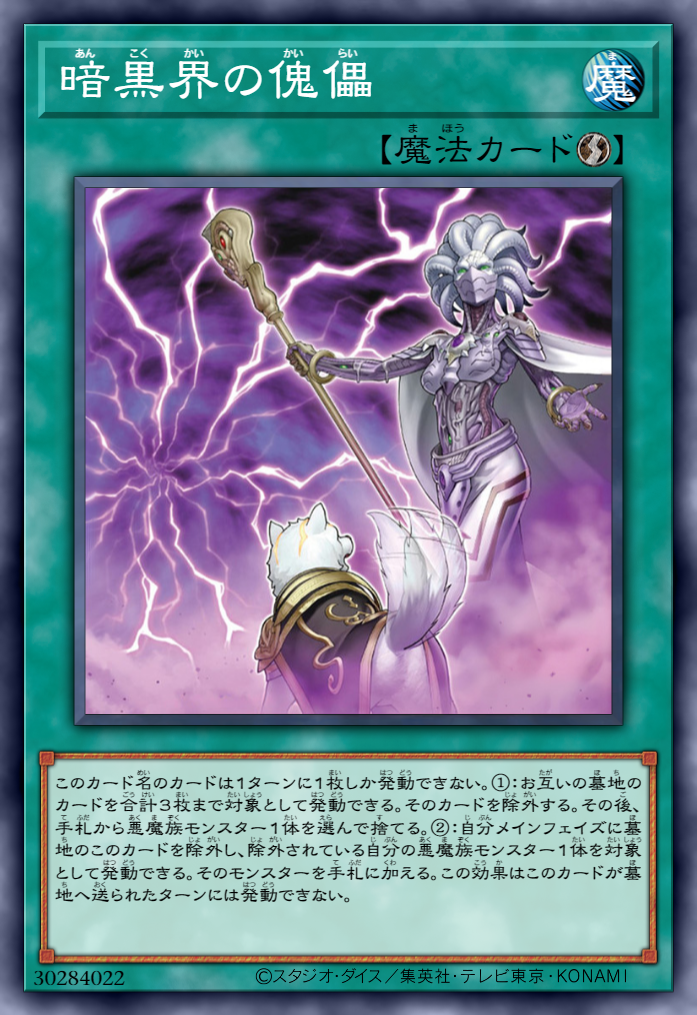 暗黒界の傀儡
魔
【魔法カード】
このカード名のカードは1ターンに1枚しか発動できない。①：お互いの墓地の
カードを合計3枚まで対象として発動できる。そのカードを除外する。その後、
手札から悪魔族モンスター1体を選んで捨てる。②：自分メインフェイズに墓
地のこのカードを除外し、除外されている自分の悪魔族モンスター1体を対象
として発動できる。そのモンスターを手札に加える。この効果はこのカードが墓
地へ送られたターンには発動できない。
30284022 ©スタジオ・ダイス／集英社・テレビ東京・KONAMI